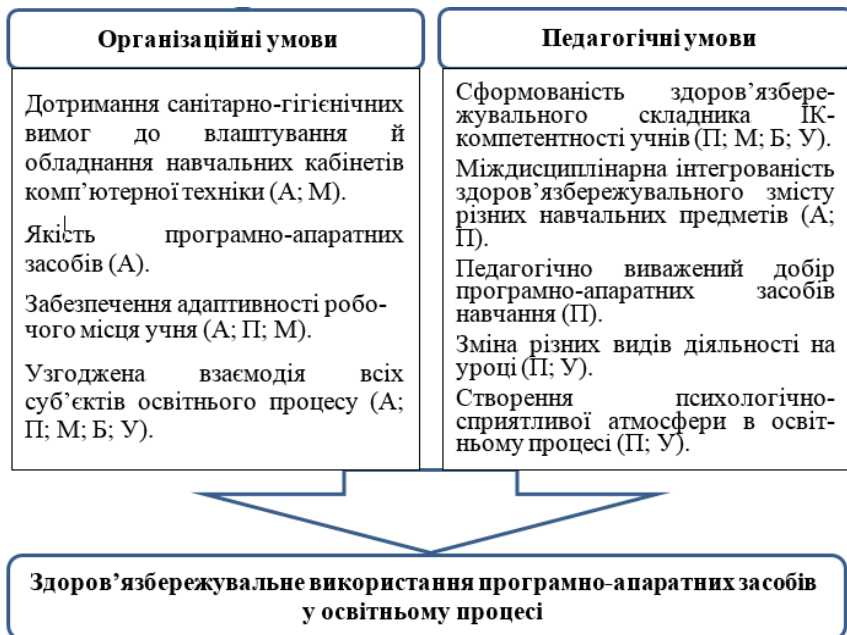 Організаційні умови
Дотримання санітарно-гігієнічних
вимог до влаштування й
обладнання навчальних кабінетів
комп’ютерної техніки (А; М).
Якість програмно-апаратних
засобів (А).
Забезпечення адаптивності робо-
чого місця учня (А; П; М).
Узгоджена взаємодія всіх
суб’єктів освітнього процесу (А;
П; М; Б; У).
Педагогічні умови
Сформованість здоров’язбере-
жувального складника ІК-
компетентності учнів (П; М; Б; У).
Міждисциплінарна інтегрованість
здоров’язбережувального змісту
різних навчальних предметів (А;
П).
Педагогічно виважений добір
програмно-апаратних засобів
навчання (П).
Зміна різних видів діяльності на
уроці (П; У).
Створення психологічно-
сприятливої атмосфери в освіт-
ньому процесі (П; У).
Здоров’язбережувальне використання програмно-апаратних засобів
у освітньому процесі